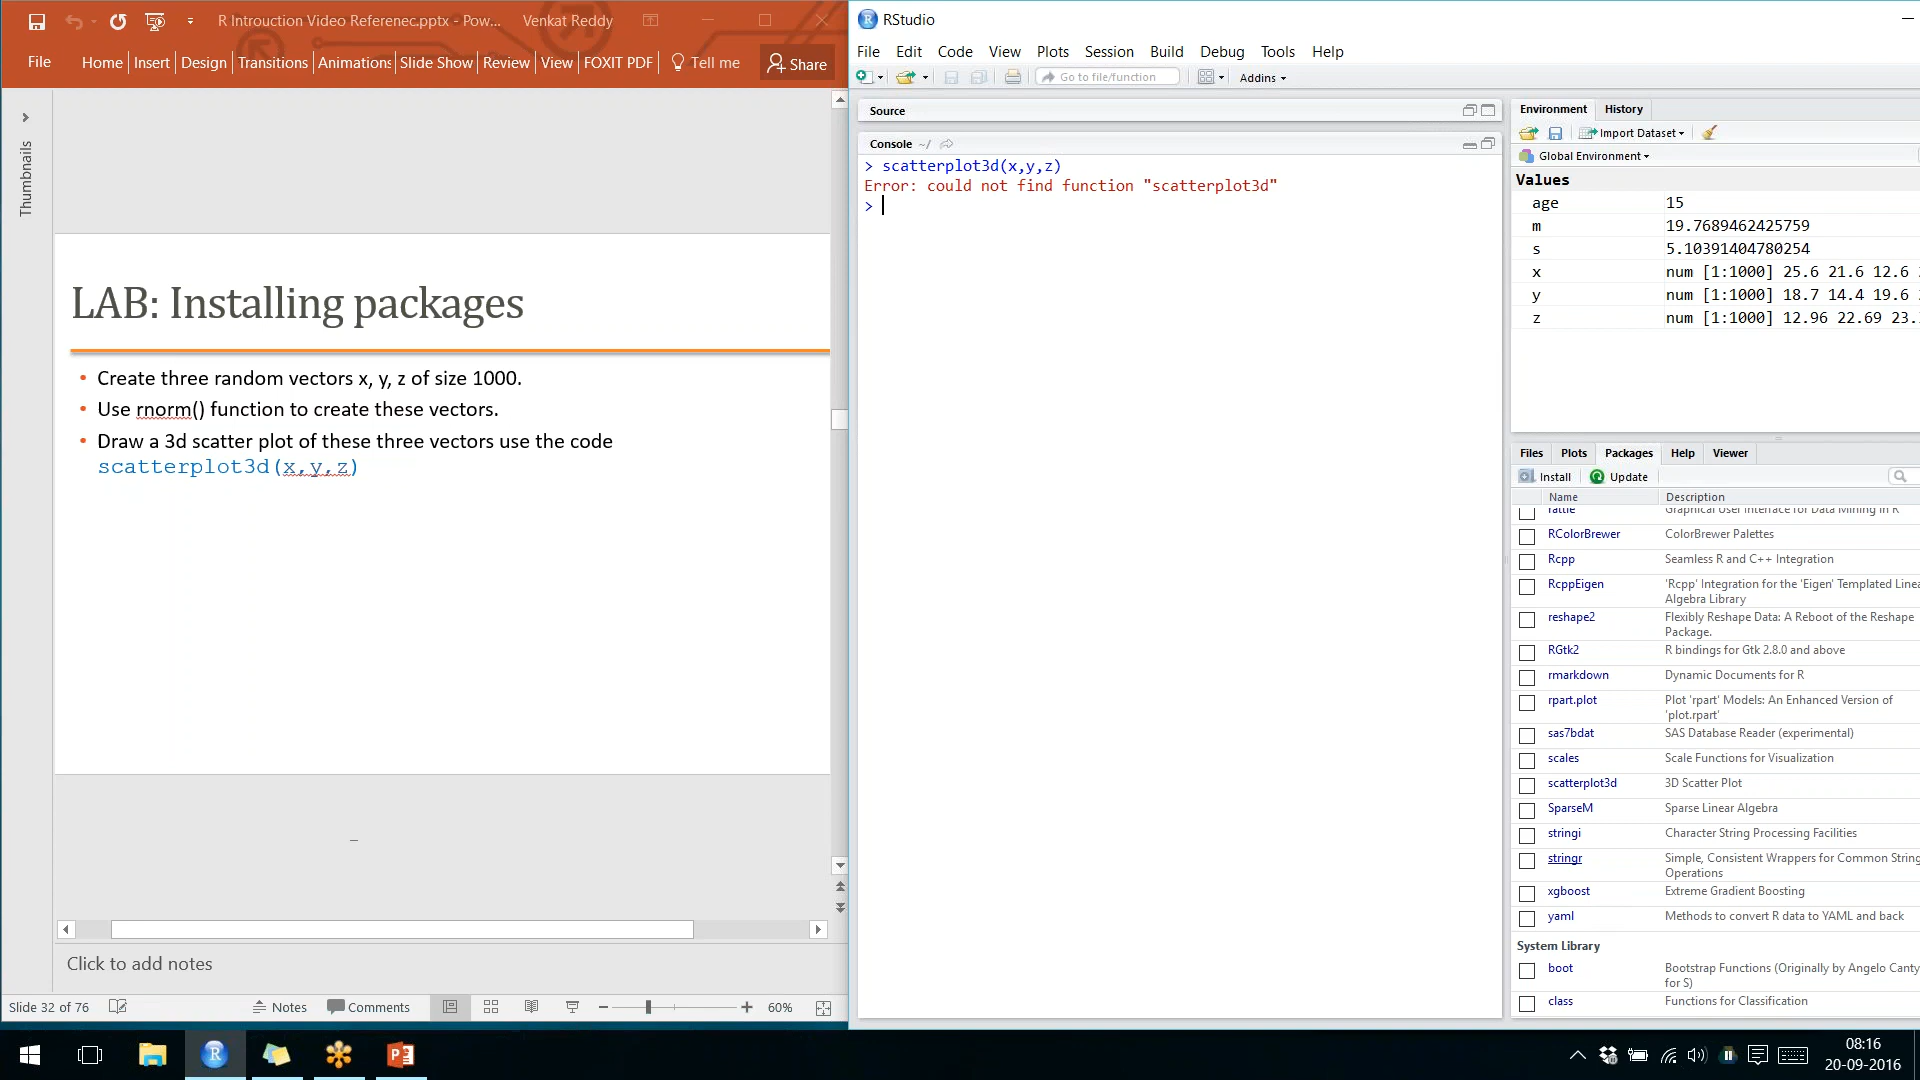 R Introuction Video Referenec.pptx - Pow...
Venkat Reddy
File
Home
Insert
Design
Transitions
Animations
Slide Show
Review
View
FOXIT PDF
Tell me
Share
Thumbnails
LAB: Installing packages
• Create three random vectors x, y, z of size 1000.
• Use rnorm() function to create these vectors.
• Draw a 3d scatter plot of these three vectors use the code
scatterplot3d(x,y,z)
Click to add notes
Slide 32 of 76
Notes
Comments
60%
RStudio
File Edit Code View Plots Session Build Debug Tools Help
Go to file/function
Addins
Source
Console ~/
> scatterplot3d(x,y,z)
Error: could not find function "scatterplot3d"
>
Environment History
Import Dataset
Global Environment
Values
age 15
m 19.7689462425759
s 5.10391404780254
x num [1:1000] 25.6 21.6 12.6
y num [1:1000] 18.7 14.4 19.6
z num [1:1000] 12.96 22.69 23.
Files Plots Packages Help Viewer
Install Update
Name Description
rattle Graphical User Interface for Data Mining in R
RColorBrewer ColorBrewer Palettes
Rcpp Seamless R and C++ Integration
RcppEigen 'Rcpp' Integration for the 'Eigen' Templated Linea
Algebra Library
reshape2 Flexibly Reshape Data: A Reboot of the Reshape
Package.
RGtk2 R bindings for Gtk 2.8.0 and above
rmarkdown Dynamic Documents for R
rpart.plot Plot 'rpart' Models: An Enhanced Version of
'plot.rpart'
sas7bdat SAS Database Reader (experimental)
scales Scale Functions for Visualization
scatterplot3d 3D Scatter Plot
SparseM Sparse Linear Algebra
stringi Character String Processing Facilities
stringr Simple, Consistent Wrappers for Common String
Operations
xgboost Extreme Gradient Boosting
yaml Methods to convert R data to YAML and back
System Library
boot Bootstrap Functions (Originally by Angelo Canty
for S)
class Functions for Classification
08:16
20-09-2016